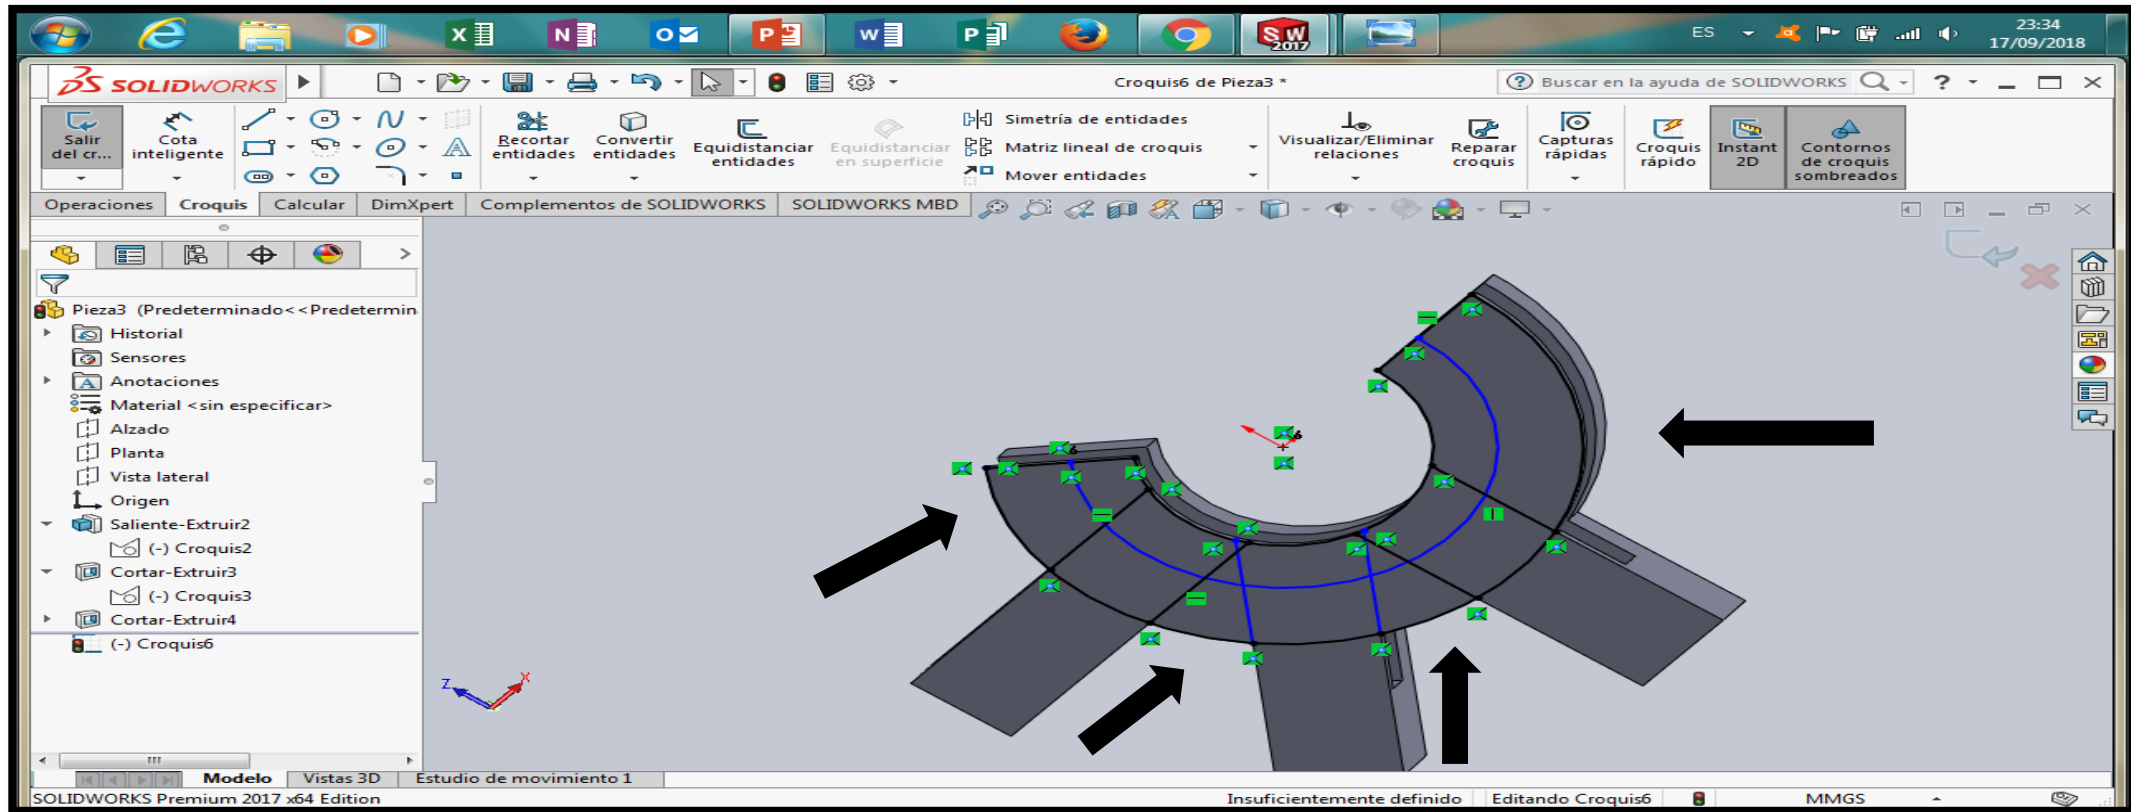 ES
23:34
17/09/2018
SOLIDWORKS
Croquis6 de Pieza3 *
Buscar en la ayuda de SOLIDWORKS
?
Salir
del cr...
Cota
inteligente
Recortar
entidades
Convertir
entidades
Equidistanciar
entidades
Equidistanciar
en superficie
Simetría de entidades
Matriz lineal de croquis
Mover entidades
Visualizar/Eliminar
relaciones
Reparar
croquis
Capturas
rápidas
Croquis
rápido
Instant
2D
Contornos
de croquis
sombreados
Operaciones
Croquis
Calcular
DimXpert
Complementos de SOLIDWORKS
SOLIDWORKS MBD
Pieza3 (Predeterminado<<Predetermin
Historial
Sensores
Anotaciones
Material <sin especificar>
Alzado
Planta
Vista lateral
Origen
Saliente-Extruir2
(-) Croquis2
Cortar-Extruir3
(-) Croquis3
Cortar-Extruir4
(-) Croquis6
Z
X
Modelo
Vistas 3D
Estudio de movimiento 1
SOLIDWORKS Premium 2017 x64 Edition
Insuficientemente definido
Editando Croquis6
MMGS